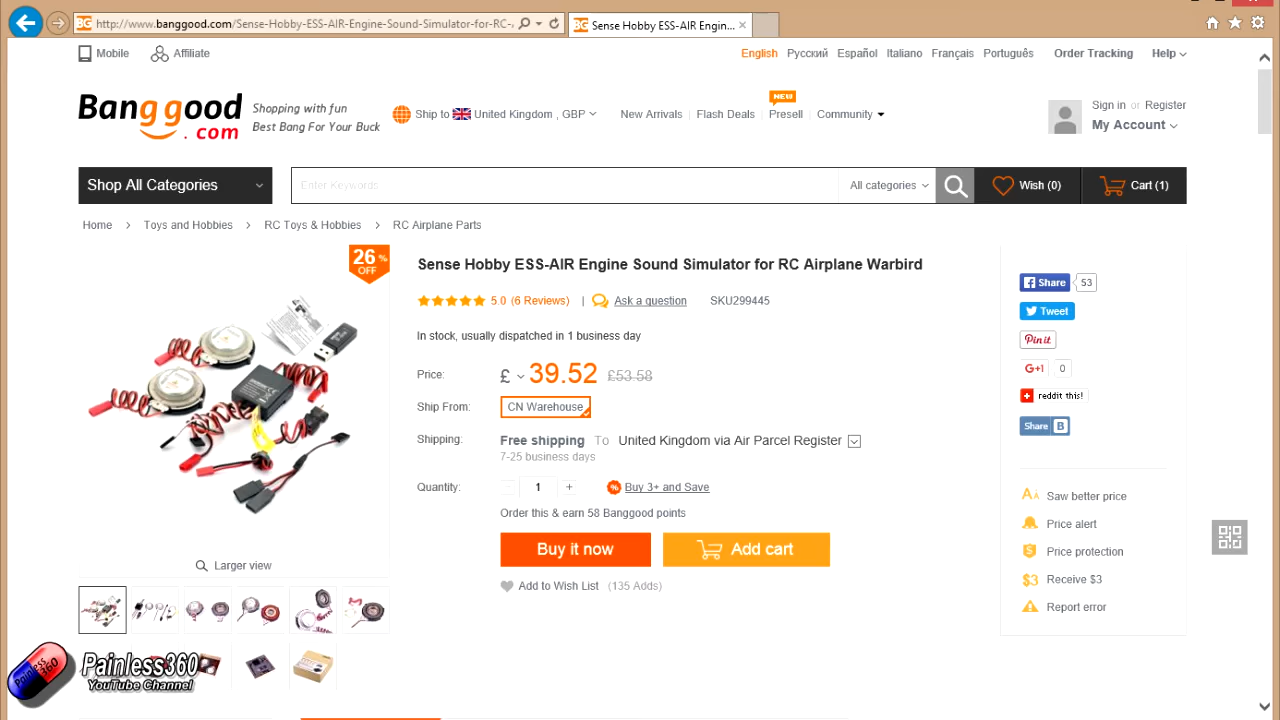 http://www.banggood.com/Sense-Hobby-ESS-AIR-Engine-Sound-Simulator-for-RC-
BG Sense Hobby ESS-AIR Engin...
Mobile Affiliate
English Русский Español Italiano Français Português Order Tracking Help
Banggood.com
Shopping with fun
Best Bang For Your Buck
Ship to United Kingdom , GBP
New Arrivals Flash Deals Presell Community
NEW
Sign in or Register
My Account
Shop All Categories
Enter Keywords
All categories
Wish (0)
Cart (1)
Home > Toys and Hobbies > RC Toys & Hobbies > RC Airplane Parts
26 % OFF
Sense Hobby ESS-AIR Engine Sound Simulator for RC Airplane Warbird
5.0 (6 Reviews) | Ask a question SKU299445
In stock, usually dispatched in 1 business day
Price: £ 39.52 £53.58
Ship From: CN Warehouse
Shipping: Free shipping To United Kingdom via Air Parcel Register
7-25 business days
Quantity: - 1 + Buy 3+ and Save
Order this & earn 58 Banggood points
Buy it now
Add cart
Add to Wish List (135 Adds)
Larger view
Share 53
Tweet
Pin it
G+1 0
reddit this!
Share B
Saw better price
Price alert
Price protection
$3 Receive $3
Report error
Painless360
Painless360
YouTube Channel